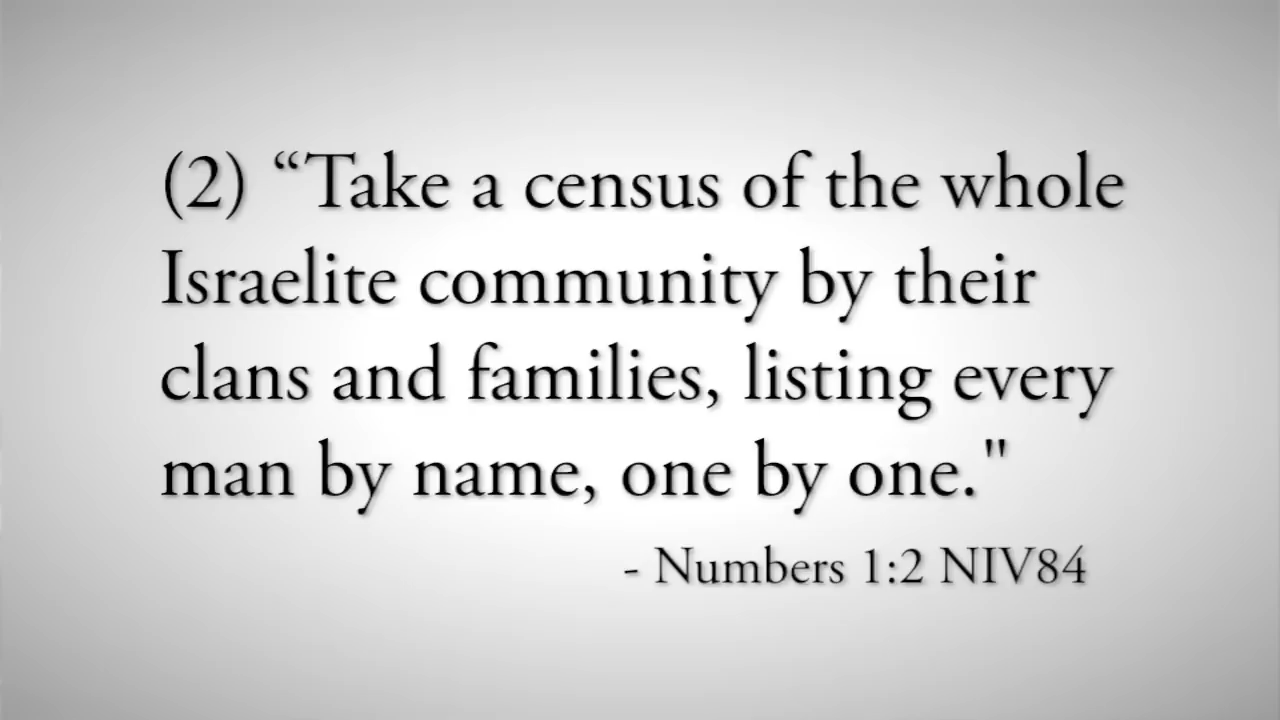 (2) “Take a census of the whole
Israelite community by their
clans and families, listing every
man by name, one by one."
- Numbers 1:2 NIV84